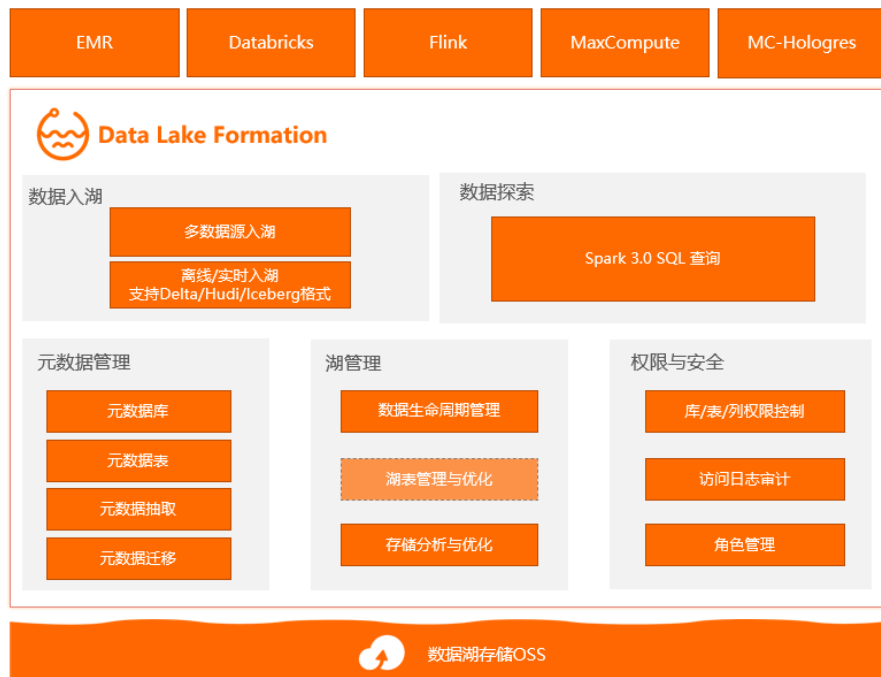 EMR
Databricks
Flink
MaxCompute
MC-Hologres
Data Lake Formation
数据入湖
多数据源入湖
离线/实时入湖
支持Delta/Hudi/Iceberg格式
数据探索
Spark 3.0 SQL 查询
元数据管理
元数据库
元数据表
元数据抽取
元数据迁移
湖管理
数据生命周期管理
湖表管理与优化
存储分析与优化
权限与安全
库/表/列权限控制
访问日志审计
角色管理
数据湖存储OSS